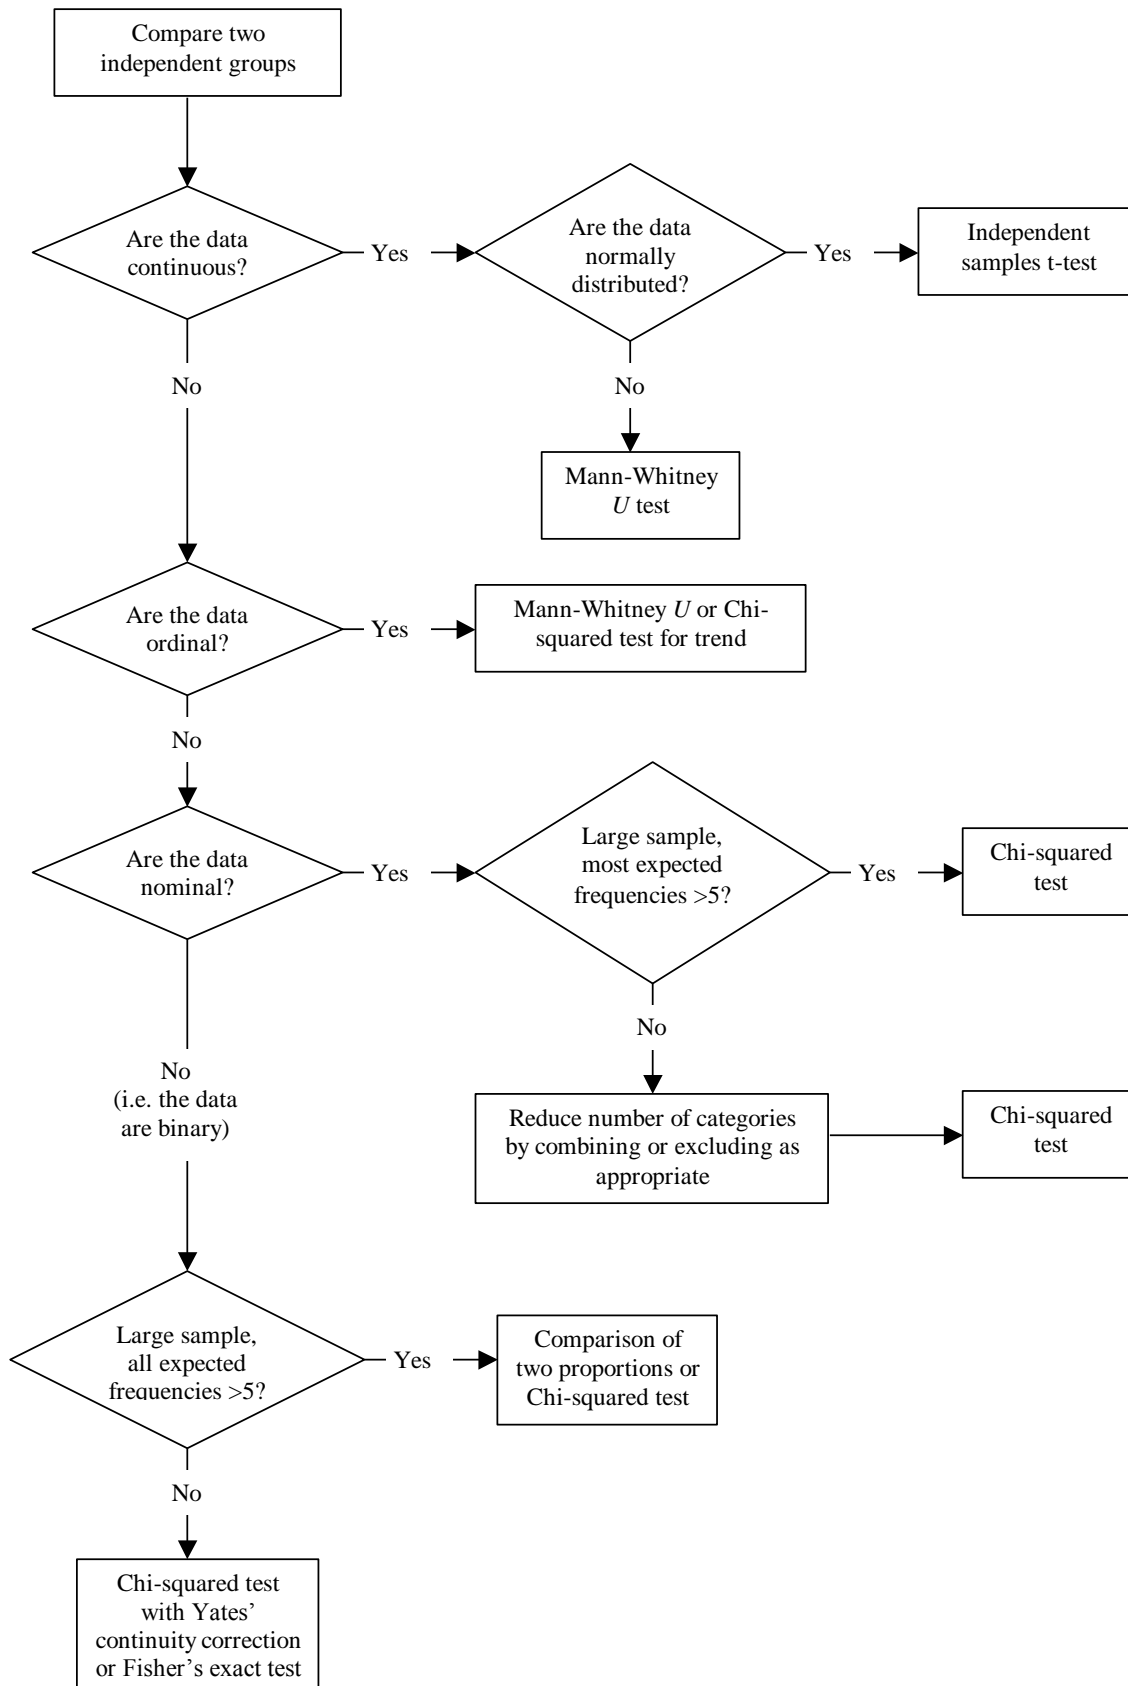 Compare two
independent groups
Are the data
continuous?
Yes
Are the data
normally
distributed?
Yes
Independent
samples t-test
No
No
Mann-Whitney
U test
Are the data
ordinal?
Yes
Mann-Whitney U or Chi-
squared test for trend
No
Are the data
nominal?
Yes
Large sample,
most expected
frequencies >5?
Yes
Chi-squared
test
No
No
(i.e. the data
are binary)
Reduce number of categories
by combining or excluding as
appropriate
Chi-squared
test
Large sample,
all expected
frequencies >5?
Yes
Comparison of
two proportions or
Chi-squared test
No
Chi-squared test
with Yates’
continuity correction
or Fisher’s exact test